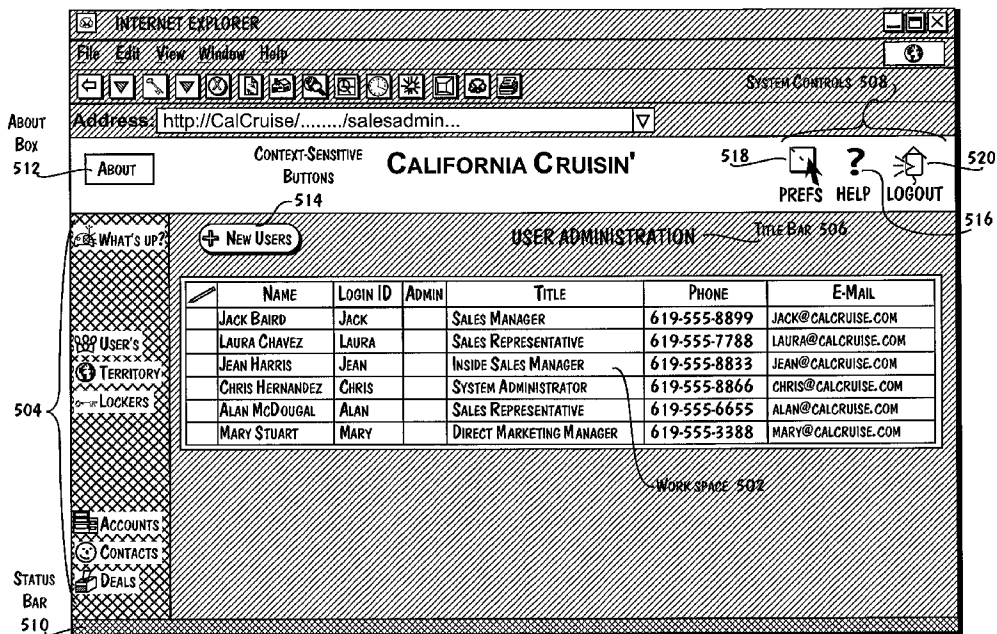 INTERNET EXPLORER
File Edit View Window Help
SYSTEM CONTROLS 508
Address: http://CalCruise/......../salesadmin...
ABOUT BOX 512
ABOUT
CONTEXT-SENSITIVE BUTTONS
514
CALIFORNIA CRUISIN'
518
520
PREFS HELP LOGOUT
516
WHAT'S UP?
NEW USERS
USER ADMINISTRATION
TITLE BAR 506
NAME LOGIN ID ADMIN TITLE PHONE E-MAIL
JACK BAIRD JACK SALES MANAGER 619-555-8899 JACK@CALCRUISE.COM
LAURA CHAVEZ LAURA SALES REPRESENTATIVE 619-555-7788 LAURA@CALCRUISE.COM
JEAN HARRIS JEAN INSIDE SALES MANAGER 619-555-8833 JEAN@CALCRUISE.COM
CHRIS HERNANDEZ CHRIS SYSTEM ADMINISTRATOR 619-555-8866 CHRIS@CALCRUISE.COM
ALAN MCDOUGAL ALAN SALES REPRESENTATIVE 619-555-6655 ALAN@CALCRUISE.COM
MARY STUART MARY DIRECT MARKETING MANAGER 619-555-3388 MARY@CALCRUISE.COM
USER'S
TERRITORY
LOCKERS
504
WORK SPACE 502
ACCOUNTS
CONTACTS
DEALS
STATUS BAR 510